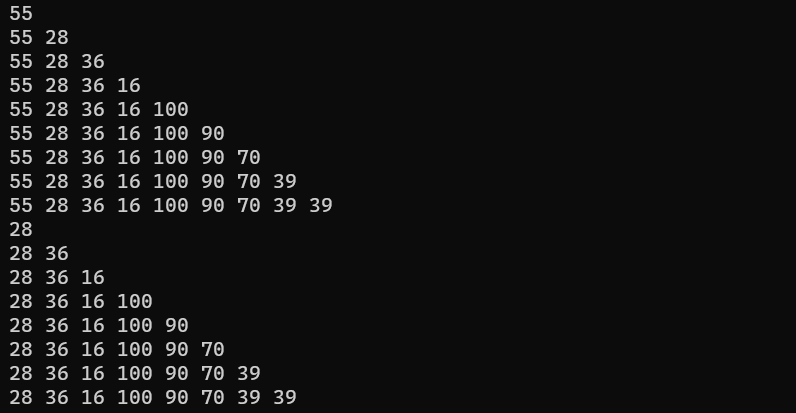 55
55 28
55 28 36
55 28 36 16
55 28 36 16 100
55 28 36 16 100 90
55 28 36 16 100 90 70
55 28 36 16 100 90 70 39
55 28 36 16 100 90 70 39 39
28
28 36
28 36 16
28 36 16 100
28 36 16 100 90
28 36 16 100 90 70
28 36 16 100 90 70 39
28 36 16 100 90 70 39 39